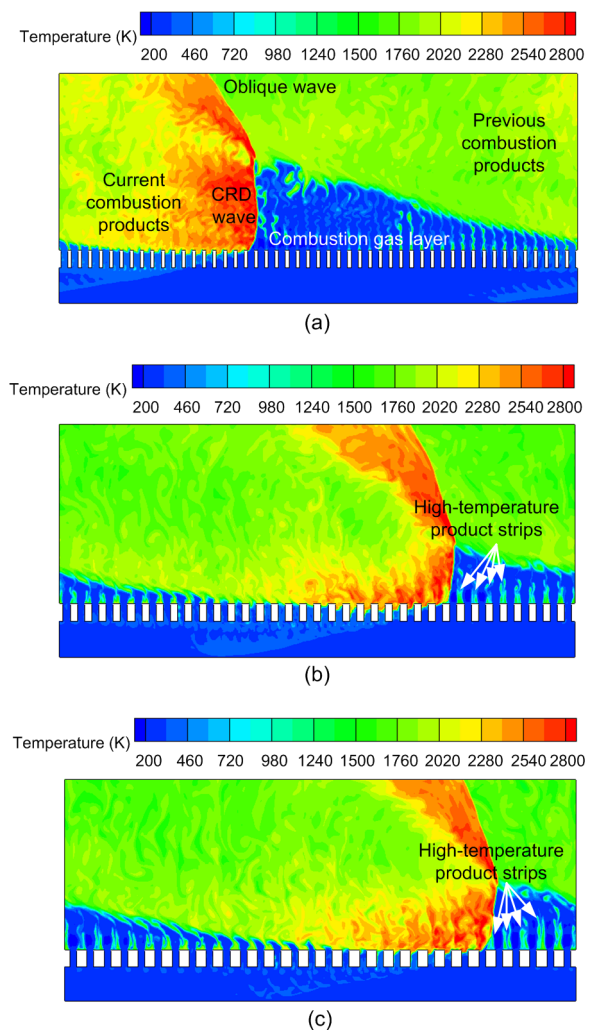 Temperature (K)
200 460 720 980 1240 1500 1760 2020 2280 2540 2800
Oblique wave
Previous
combustion
products
Current
combustion
products
CRD
wave
Combustion gas layer
(a)
Temperature (K)
200 460 720 980 1240 1500 1760 2020 2280 2540 2800
High-temperature
product strips
(b)
Temperature (K)
200 460 720 980 1240 1500 1760 2020 2280 2540 2800
High-temperature
product strips
(c)